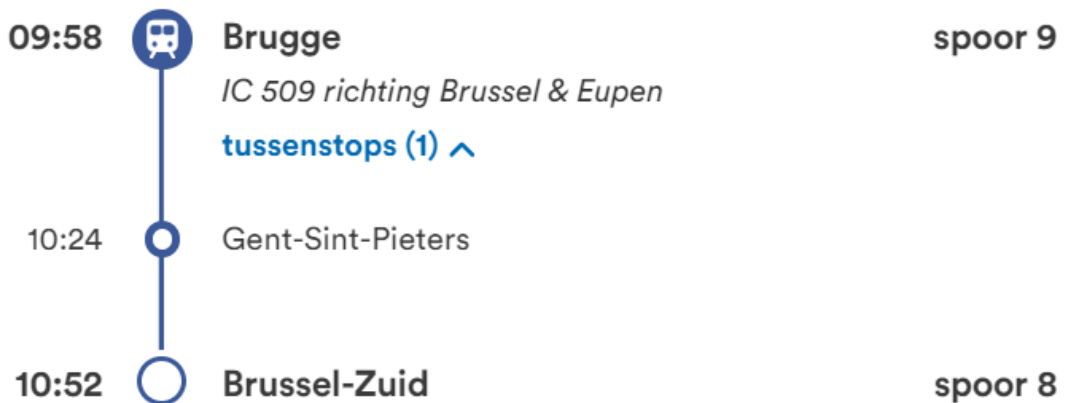 09:58 Brugge spoor 9
IC 509 richting Brussel & Eupen
tussenstops (1)
10:24 Gent-Sint-Pieters
10:52 Brussel-Zuid spoor 8